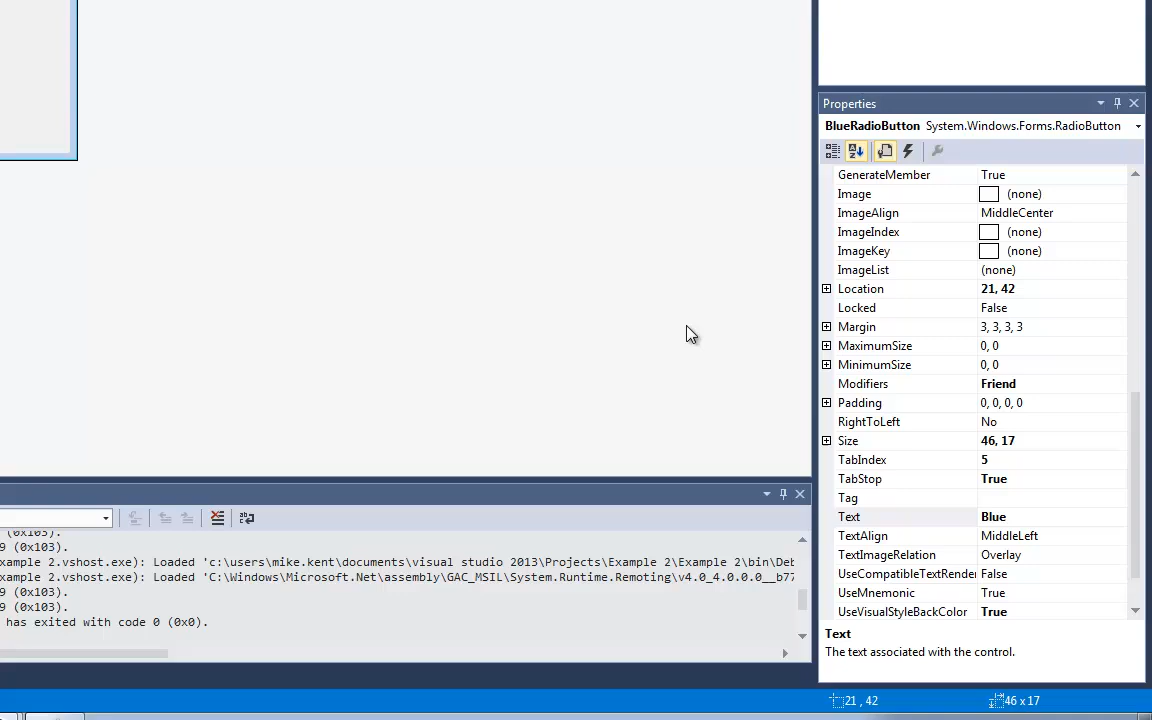 Properties
BlueRadioButton System.Windows.Forms.RadioButton
GenerateMember True
Image (none)
ImageAlign MiddleCenter
ImageIndex (none)
ImageKey (none)
ImageList (none)
Location 21, 42
Locked False
Margin 3, 3, 3, 3
MaximumSize 0, 0
MinimumSize 0, 0
Modifiers Friend
Padding 0, 0, 0, 0
RightToLeft No
Size 46, 17
TabIndex 5
TabStop True
Tag
Text Blue
TextAlign MiddleLeft
TextImageRelation Overlay
UseCompatibleTextRender False
UseMnemonic True
UseVisualStyleBackColor True
Text
The text associated with the control.
(0x103).
9 (0x103).
xample 2.vshost.exe): Loaded 'c:\users\mike.kent\documents\visual studio 2013\Projects\Example 2\Example 2\bin\Deb
xample 2.vshost.exe): Loaded 'C:\Windows\Microsoft.Net\assembly\GAC_MSIL\System.Runtime.Remoting\v4.0_4.0.0.0__b77
9 (0x103).
9 (0x103).
has exited with code 0 (0x0).
21 , 42
46 x 17